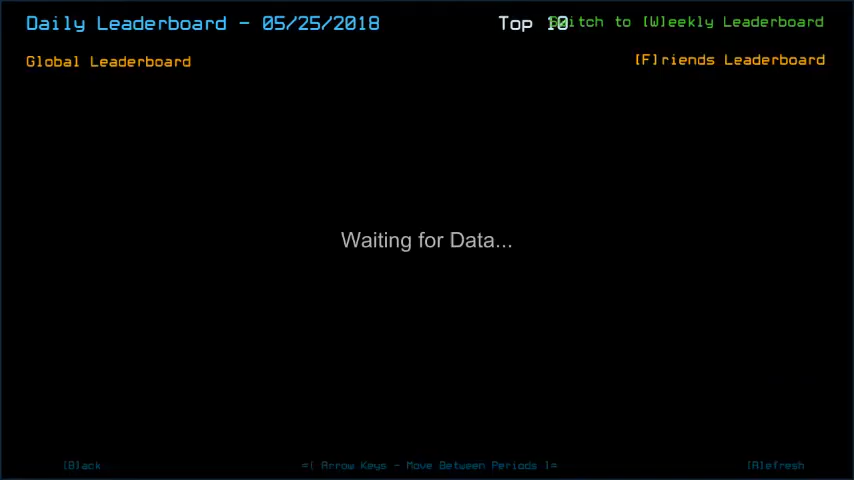 Daily Leaderboard - 05/25/2018
Top 10
Switch to [W]eekly Leaderboard
Global Leaderboard
[F]riends Leaderboard
Waiting for Data...
[B]ack
=[ Arrow Keys - Move Between Periods ]=
[R]efresh